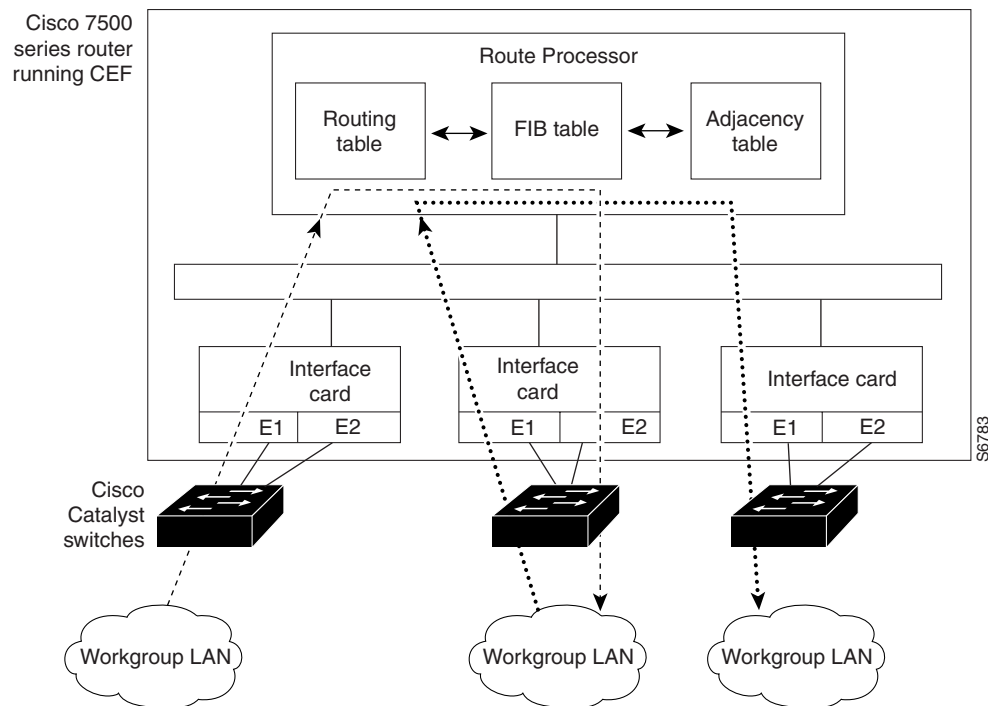 Cisco 7500
series router
running CEF
Route Processor
Routing
table
FIB table
Adjacency
table
Interface
card
E1
E2
Interface
card
E1
E2
Interface card
E1
E2
S6783
Cisco
Catalyst
switches
Workgroup LAN
Workgroup LAN
Workgroup LAN